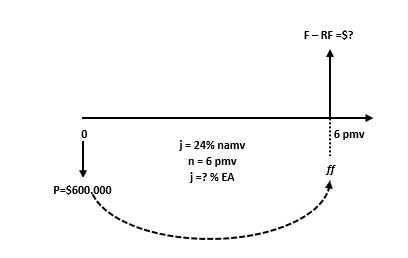 F – RF =$?
0
6 pmv
j = 24% namv
n = 6 pmv
j =? % EA
ff
P=$600.000